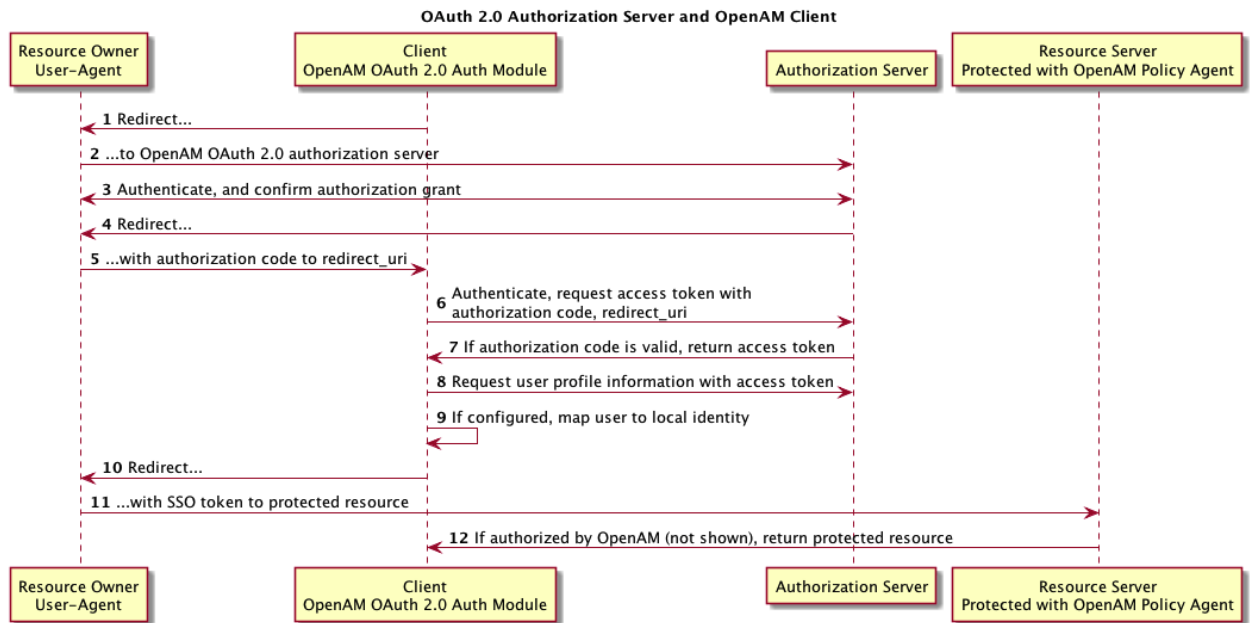 OAuth 2.0 Authorization Server and OpenAM Client
Resource Owner
User-Agent
Client
OpenAM OAuth 2.0 Auth Module
Authorization Server
Resource Server
Protected with OpenAM Policy Agent
1 Redirect...
2 ...to OpenAM OAuth 2.0 authorization server
3 Authenticate, and confirm authorization grant
4 Redirect...
5 ...with authorization code to redirect_uri
6 Authenticate, request access token with
authorization code, redirect_uri
7 If authorization code is valid, return access token
8 Request user profile information with access token
9 If configured, map user to local identity
10 Redirect...
11 ...with SSO token to protected resource
12 If authorized by OpenAM (not shown), return protected resource
Resource Owner
User-Agent
Client
OpenAM OAuth 2.0 Auth Module
Authorization Server
Resource Server
Protected with OpenAM Policy Agent